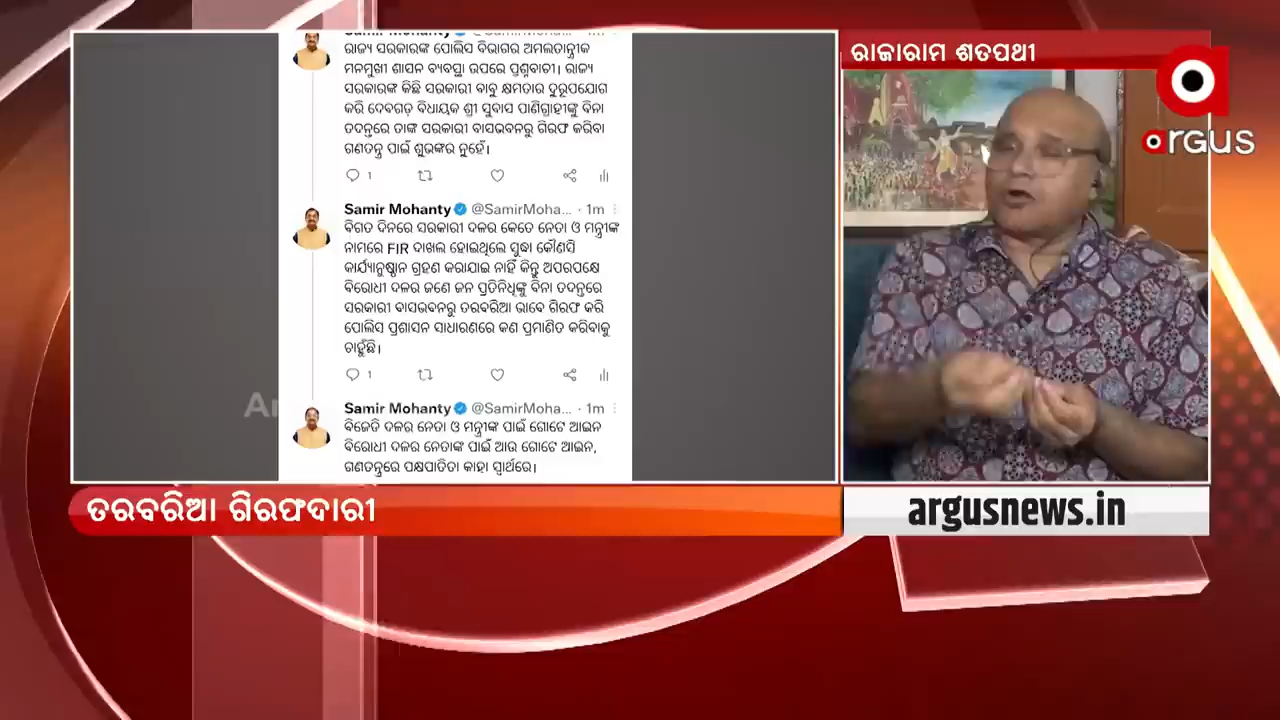 Samir Mohanty
ରାଜ୍ୟ ସରକାରଙ୍କ ପୋଲିସ ବିଭାଗର ଅମଲାତାନ୍ତ୍ରୀକ
ମନମୁଖୀ ଶାସନ ବ୍ୟବସ୍ଥା ଉପରେ ପ୍ରଶ୍ନବାଚୀ। ରାଜ୍ୟ
ସରକାରଙ୍କ କିଛି ସରକାରୀ ବାବୁ କ୍ଷମତାର ଦୁରୂପଯୋଗ
କରି ଦେବଗଡ଼ ବିଧାୟକ ଶ୍ରୀ ସୁବାସ ପାଣିଗ୍ରାହୀଙ୍କୁ ବିନା
ତଦନ୍ତରେ ତାଙ୍କ ସରକାରୀ ବାସଭବନରୁ ଗିରଫ କରିବା
ଗଣତନ୍ତ୍ର ପାଇଁ ଶୁଭଙ୍କର ନୁହେଁ।
1
Samir Mohanty @SamirMoha... · 1m
ବିଗତ ଦିନରେ ସରକାରୀ ଦଳର କେତେ ନେତା ଓ ମନ୍ତ୍ରୀଙ୍କ
ନାମରେ FIR ଦାଖଲ ହୋଇଥିଲେ ସୁଦ୍ଧା କୌଣସି
କାର୍ଯ୍ୟାନୁଷ୍ଠାନ ଗ୍ରହଣ କରାଯାଇ ନାହିଁ କିନ୍ତୁ ଅପରପକ୍ଷେ
ବିରୋଧୀ ଦଳର ଜଣେ ଜନ ପ୍ରତିନିଧିଙ୍କୁ ବିନା ତଦନ୍ତରେ
ସରକାରୀ ବାସଭବନରୁ ତରବରିଆ ଭାବେ ଗିରଫ କରି
ପୋଲିସ ପ୍ରଶାସନ ସାଧାରଣରେ କଣ ପ୍ରମାଣିତ କରିବାକୁ
ଚାହୁଁଛି।
1
Samir Mohanty @SamirMoha... · 1m
ବିଜେଡି ଦଳର ନେତା ଓ ମନ୍ତ୍ରୀଙ୍କ ପାଇଁ ଗୋଟେ ଆଇନ
ବିରୋଧୀ ଦଳର ନେତାଙ୍କ ପାଇଁ ଆଉ ଗୋଟେ ଆଇନ,
ଗଣତନ୍ତ୍ରରେ ପକ୍ଷପାତିତା କାହା ସ୍ୱାର୍ଥରେ।
ରାଜାରାମ ଶତପଥୀ
argus
ତରବରିଆ ଗିରଫଦାରୀ
argusnews.in